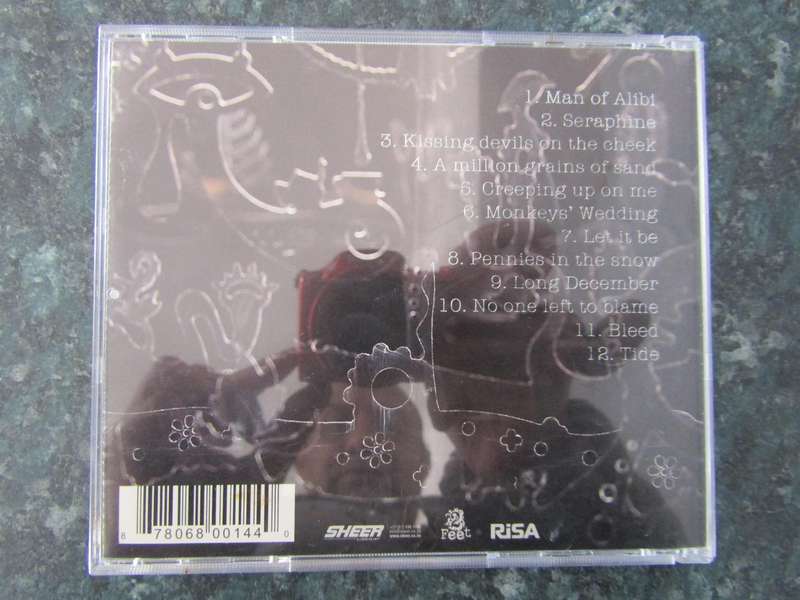 1. Man of Alibi
2. Seraphine
3. Kissing devils on the cheek
4. A million grains of sand
5. Creeping up on me
6. Monkeys' Wedding
7. Let it be
8. Pennies in the snow
9. Long December
10. No one left to blame
11. Bleed
12. Tide
8 78068 00144 0
SHEER
2 Feet
RiSA